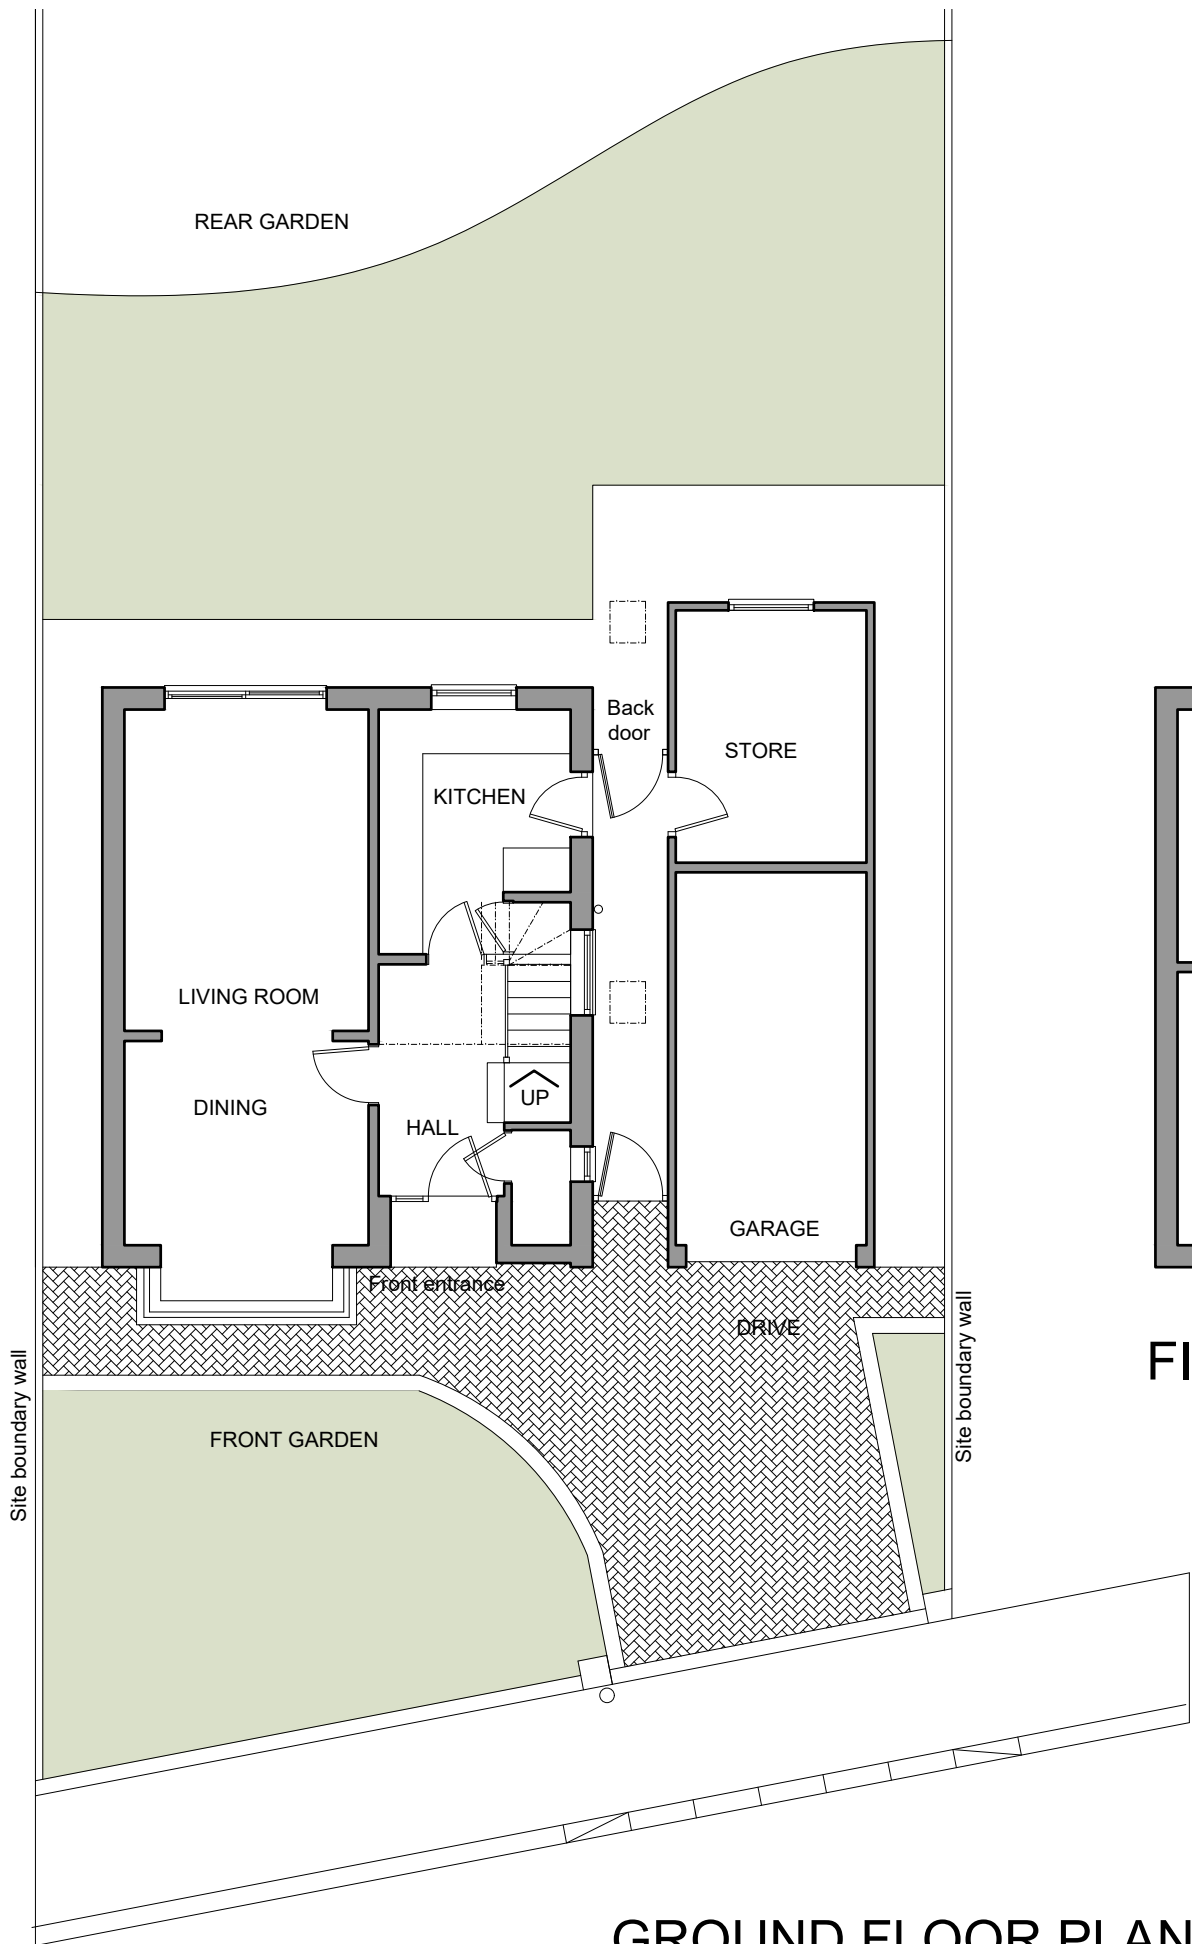 REAR GARDEN
Back
door
STORE
KITCHEN
LIVING ROOM
DINING
UP
HALL
GARAGE
Front entrance
DRIVE
Site boundary wall
Site boundary wall
FI
FRONT GARDEN
GROUND FLOOR PLAN